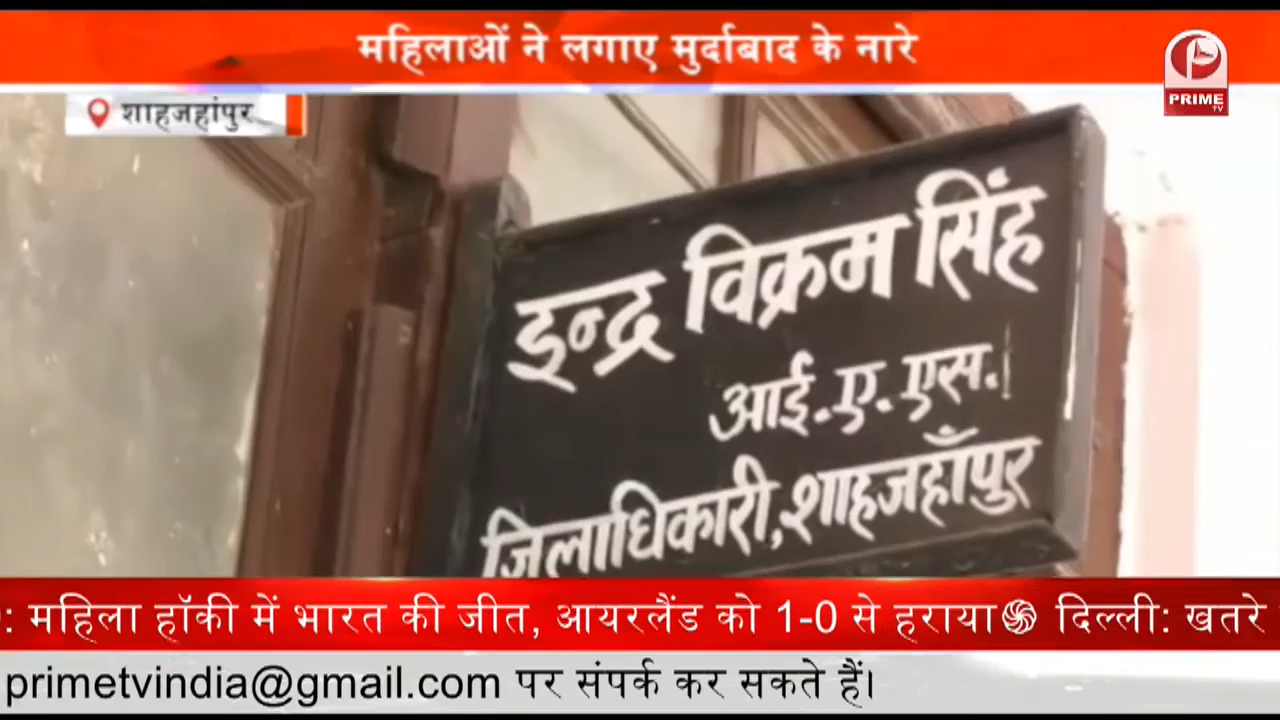 महिलाओं ने लगाए मुर्दाबाद के नारे
PRIME
TV
शाहजहांपुर
इन्द्र विक्रम सिंह
आई.ए.एस.
जिलाधिकारी,शाहजहाँपुर
: महिला हॉकी में भारत की जीत, आयरलैंड को 1-0 से हराया दिल्ली: खतरे
primetvindia@gmail.com पर संपर्क कर सकते हैं।